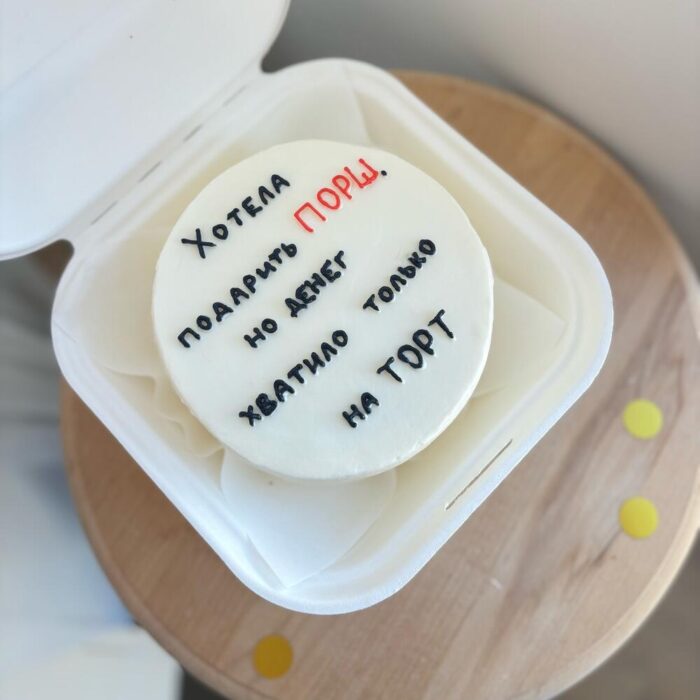 Хотела
подарить ПОРШ.
но денег
хватило только
на ТОРТ